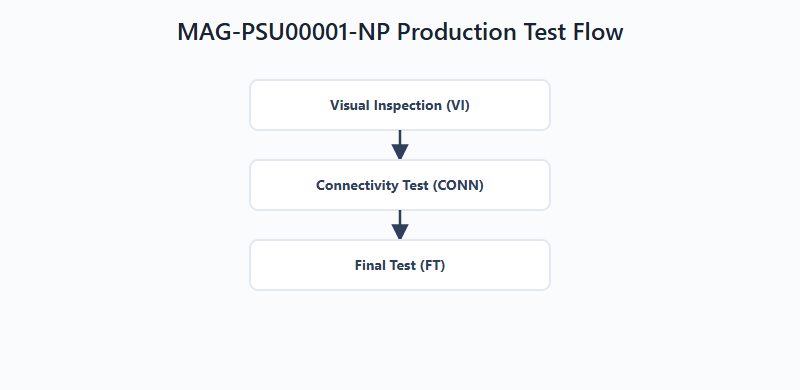 MAG-PSU00001-NP Production Test Flow
Visual Inspection (VI)
Connectivity Test (CONN)
Final Test (FT)